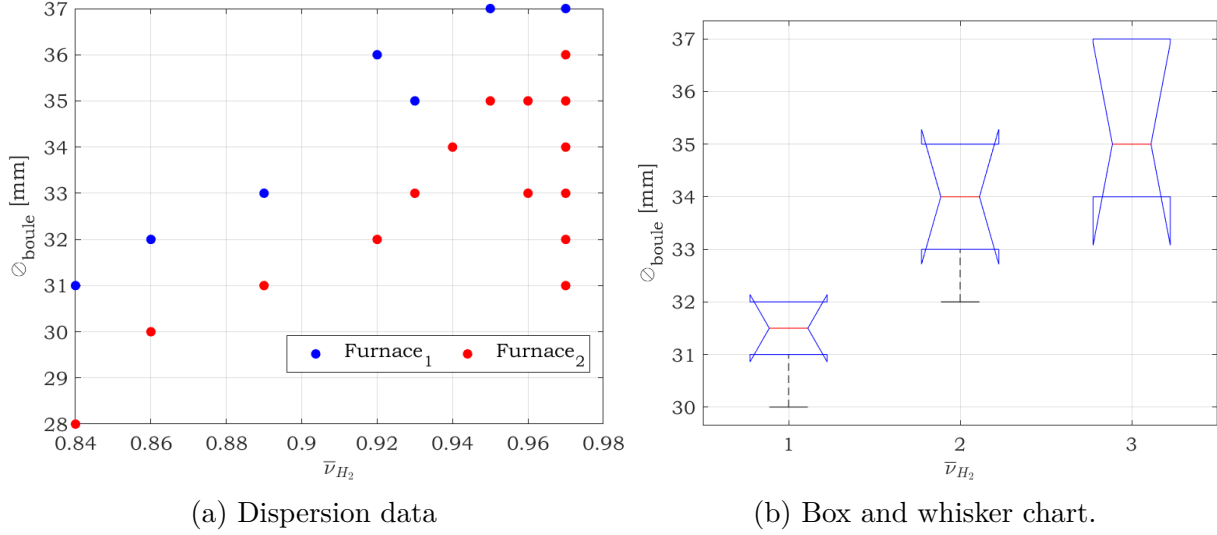 37
36
35
34
33
32
31
30
29
28
∅boule [mm]
0.84 0.86 0.88 0.9 0.92 0.94 0.96 0.98
ν̅H2
Furnace1 Furnace2
(a) Dispersion data
37
36
35
34
33
32
31
30
∅boule [mm]
1 2 3
ν̅H2
(b) Box and whisker chart.